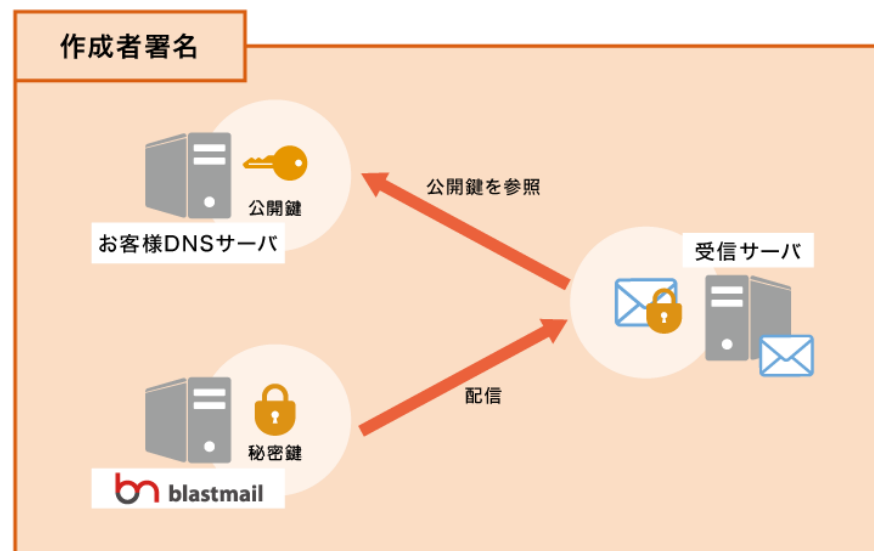 作成者署名
公開鍵
お客様DNSサーバ
公開鍵を参照
受信サーバ
配信
秘密鍵
bn blastmail